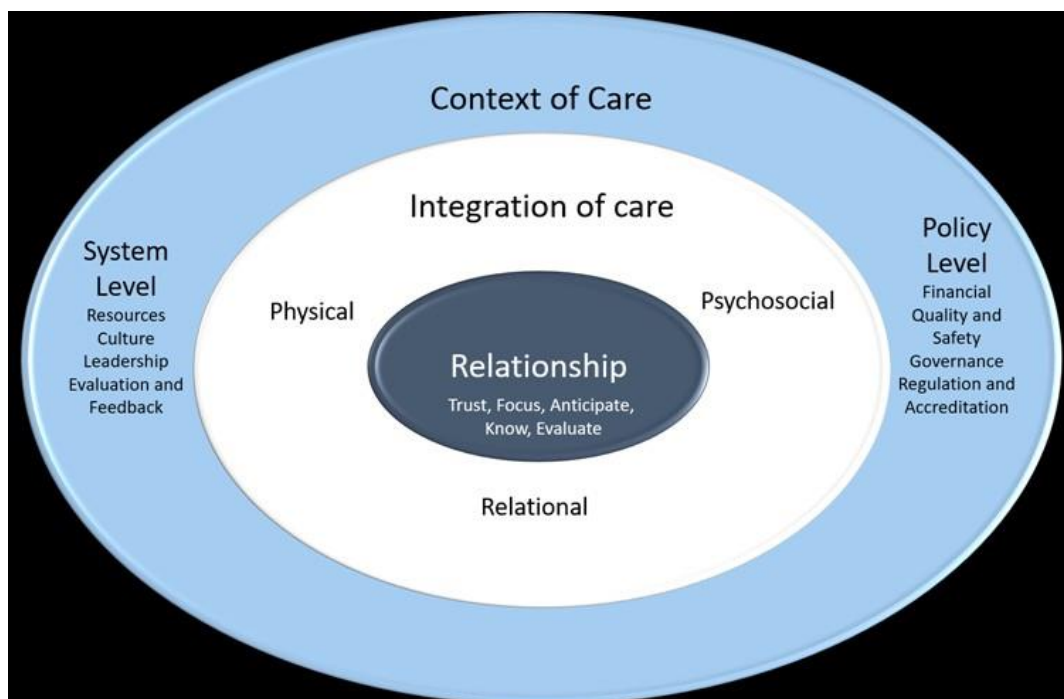 Context of Care
Integration of care
System
Level
Resources
Culture
Leadership
Evaluation and
Feedback
Physical
Relationship
Trust, Focus, Anticipate,
Know, Evaluate
Psychosocial
Relational
Policy
Level
Financial
Quality and
Safety
Governance
Regulation and
Accreditation